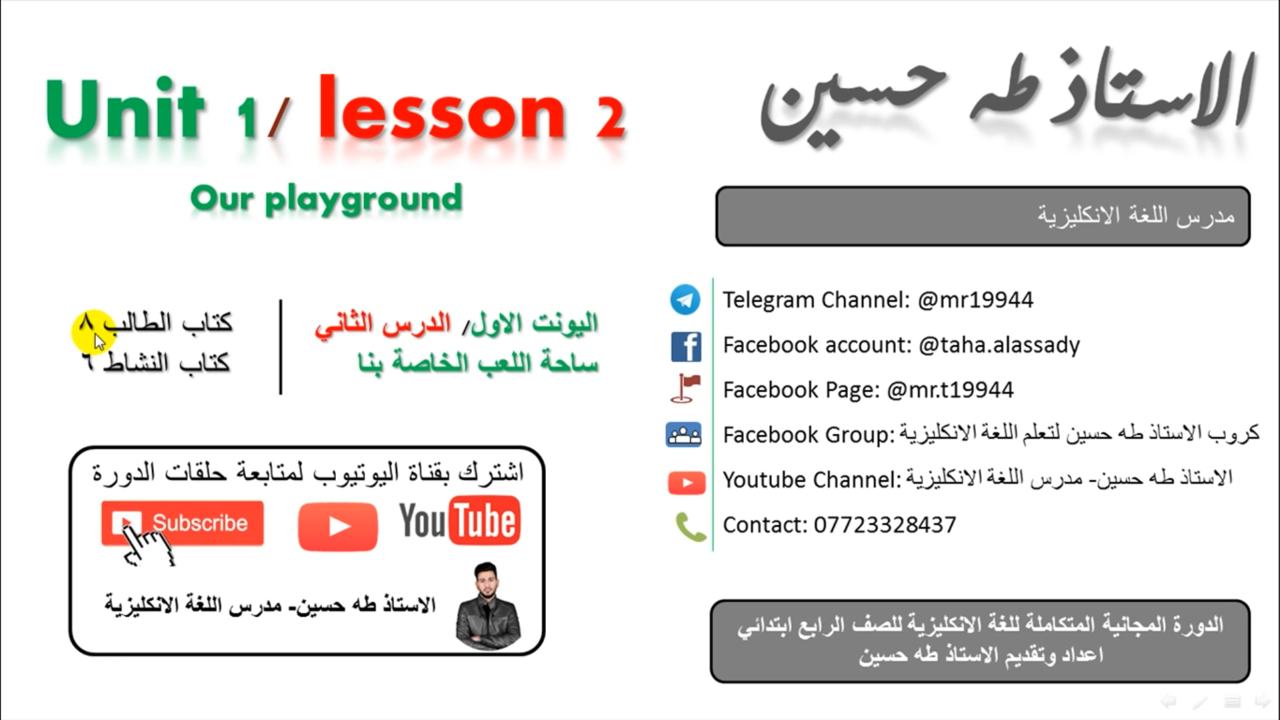 Unit 1/ lesson 2
Our playground
اليونت الاول/ الدرس الثاني
ساحة اللعب الخاصة بنا
كتاب الطالب ٨
كتاب النشاط ٦
اشترك بقناة اليوتيوب لمتابعة حلقات الدورة
Subscribe
YouTube
الاستاذ طه حسين- مدرس اللغة الانكليزية
الاستاذ طه حسين
مدرس اللغة الانكليزية
Telegram Channel: @mr19944
Facebook account: @taha.alassady
Facebook Page: @mr.t19944
Facebook Group: كروب الاستاذ طه حسين لتعلم اللغة الانكليزية
Youtube Channel: الاستاذ طه حسين- مدرس اللغة الانكليزية
Contact: 07723328437
الدورة المجانية المتكاملة للغة الانكليزية للصف الرابع ابتدائي
اعداد وتقديم الاستاذ طه حسين